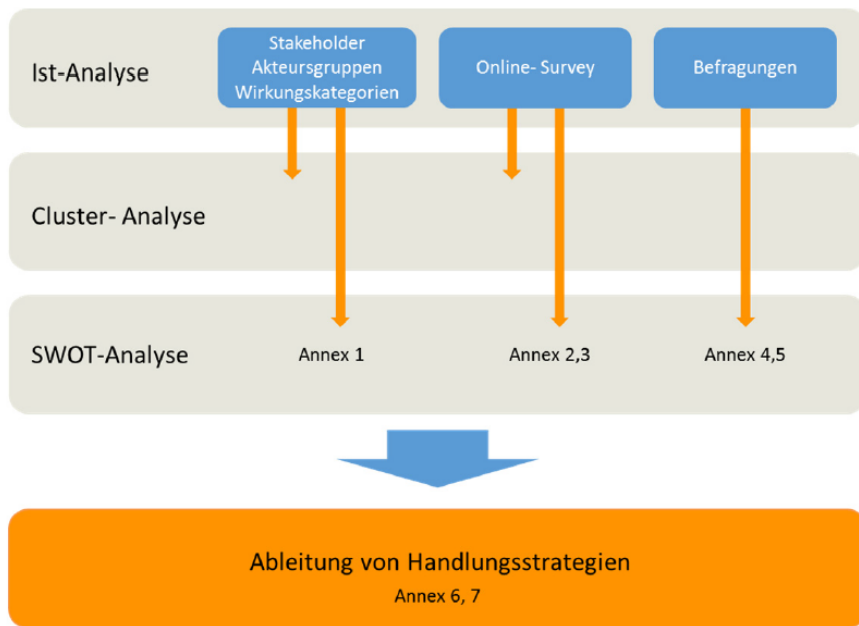 Ist-Analyse
Stakeholder
Akteursgruppen
Wirkungskategorien
Online- Survey
Befragungen
Cluster- Analyse
SWOT-Analyse
Annex 1
Annex 2,3
Annex 4,5
Ableitung von Handlungsstrategien
Annex 6, 7